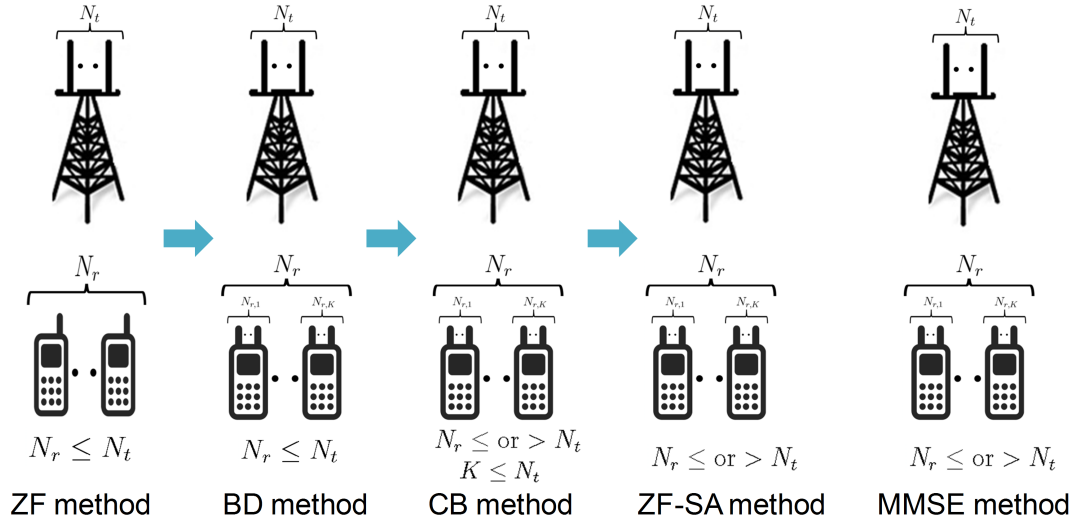 N_t N_t N_t N_t N_t
N_r N_r N_r N_r N_r
N_{r,1} N_{r,K} N_{r,1} N_{r,K} N_{r,1} N_{r,K} N_{r,1} N_{r,K}
N_r ≤ N_t
N_r ≤ N_t
N_r ≤ or > N_t
K ≤ N_t
N_r ≤ or > N_t
N_r ≤ or > N_t
ZF method BD method CB method ZF-SA method MMSE method